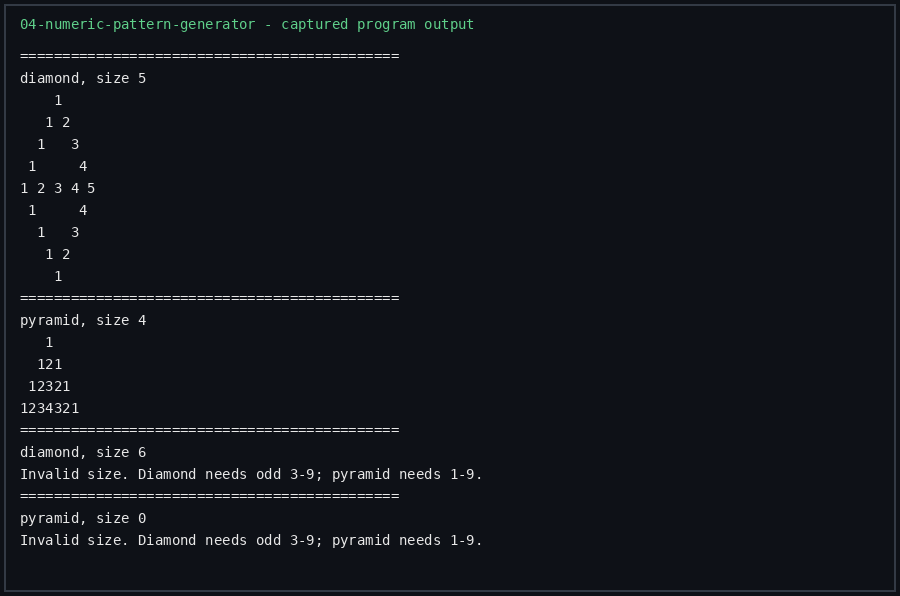 04-numeric-pattern-generator - captured program output
=============================================
diamond, size 5
    1
   1 2
  1   3
 1     4
1 2 3 4 5
 1     4
  1   3
   1 2
    1
=============================================
pyramid, size 4
   1
  121
 12321
1234321
=============================================
diamond, size 6
Invalid size. Diamond needs odd 3-9; pyramid needs 1-9.
=============================================
pyramid, size 0
Invalid size. Diamond needs odd 3-9; pyramid needs 1-9.